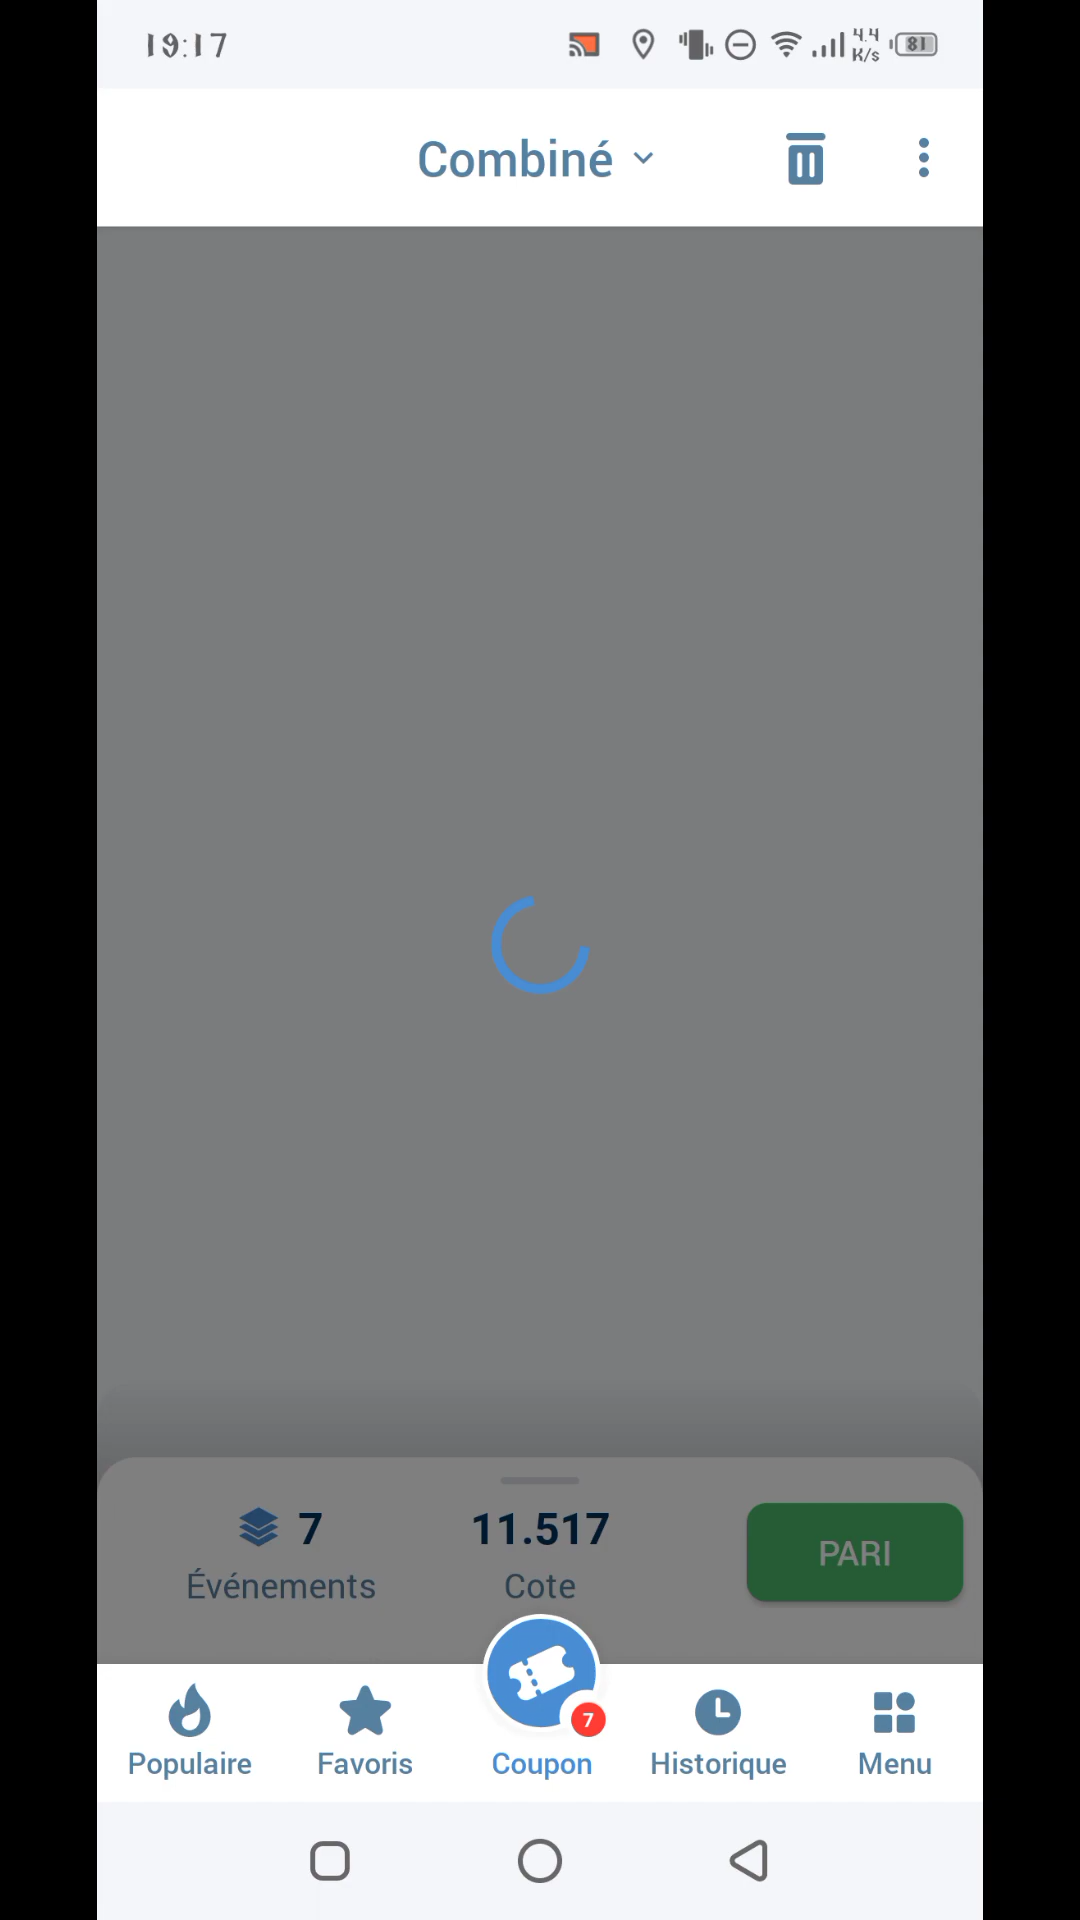 19:17
4.4
K/s
81
Combiné
7
Événements
11.517
Cote
PARI
7
Populaire
Favoris
Coupon
Historique
Menu